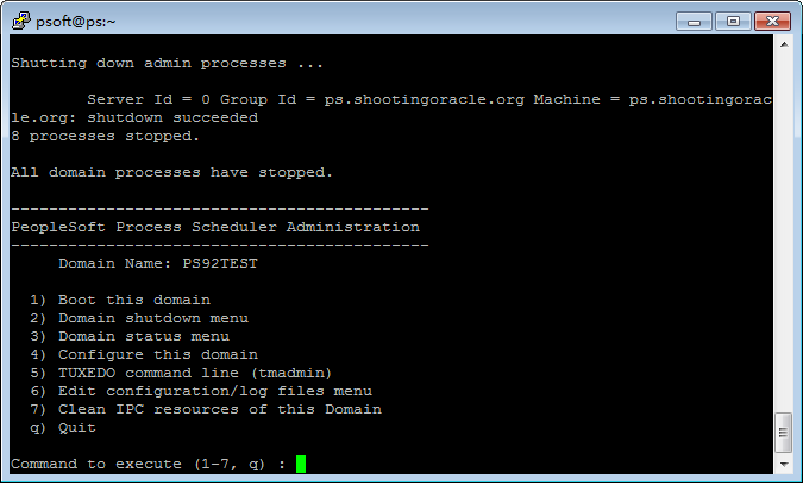 psoft@ps:~
Shutting down admin processes ...
Server Id = 0 Group Id = ps.shootingoracle.org Machine = ps.shootingorac
le.org: shutdown succeeded
8 processes stopped.
All domain processes have stopped.
--------------------------------------------
PeopleSoft Process Scheduler Administration
--------------------------------------------
Domain Name: PS92TEST
1) Boot this domain
2) Domain shutdown menu
3) Domain status menu
4) Configure this domain
5) TUXEDO command line (tmadmin)
6) Edit configuration/log files menu
7) Clean IPC resources of this Domain
q) Quit
Command to execute (1-7, q) :